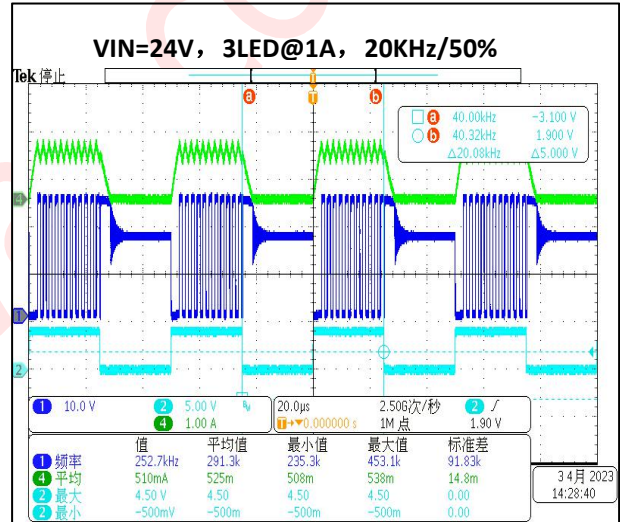 VIN=24V，3LED@1A，20KHz/50%
Tek 停止
a b
T
a 40.00kHz −3.100 V
b 40.32kHz 1.900 V
△20.08kHz △5.000 V
4
1
2
1 10.0 V 2 5.00 V 20.0µs 2.50G次/秒 2
4 1.00 A T→▼0.000000 s 1M 点 1.90 V
值 平均值 最小值 最大值 标准差
1 频率 252.7kHz 291.3k 235.3k 453.1k 91.83k
4 平均 510mA 525m 508m 538m 14.8m
2 最大 4.50 V 4.50 4.50 4.50 0.00
2 最小 −500mV −500m −500m −500m 0.00
3 4月 2023
14:28:40